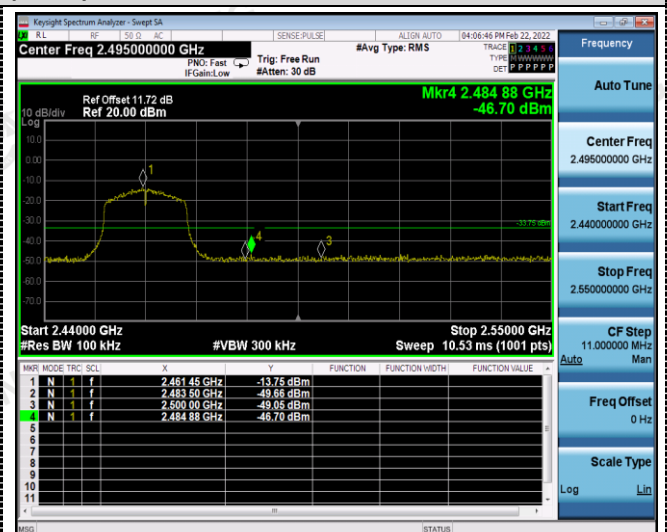 Keysight Spectrum Analyzer - Swept SA
RL RF 50 Ω AC SENSE:PULSE ALIGN AUTO 04:06:46 PM Feb 22, 2022
Center Freq 2.495000000 GHz #Avg Type: RMS TRACE 1 2 3 4 5 6
PNO: Fast Trig: Free Run TYPE M WWWWW
IFGain:Low #Atten: 30 dB DET P P P P P P
Mkr4 2.484 88 GHz
-46.70 dBm
Ref Offset 11.72 dB
10 dB/div Ref 20.00 dBm
Log
10.0
0.00
-10.0
-20.0
-30.0
-40.0
-50.0
-60.0
-70.0
1
4
3
-33.75 dBm
Start 2.44000 GHz Stop 2.55000 GHz
#Res BW 100 kHz #VBW 300 kHz Sweep 10.53 ms (1001 pts)
MKR MODE TRC SCL X Y FUNCTION FUNCTION WIDTH FUNCTION VALUE
1 N 1 f 2.461 45 GHz -13.75 dBm
2 N 1 f 2.483 50 GHz -49.66 dBm
3 N 1 f 2.500 00 GHz -49.05 dBm
4 N 1 f 2.484 88 GHz -46.70 dBm
5
6
7
8
9
10
11
MSG STATUS
Frequency
Auto Tune
Center Freq
2.495000000 GHz
Start Freq
2.440000000 GHz
Stop Freq
2.550000000 GHz
CF Step
11.000000 MHz
Auto Man
Freq Offset
0 Hz
Scale Type
Log Lin